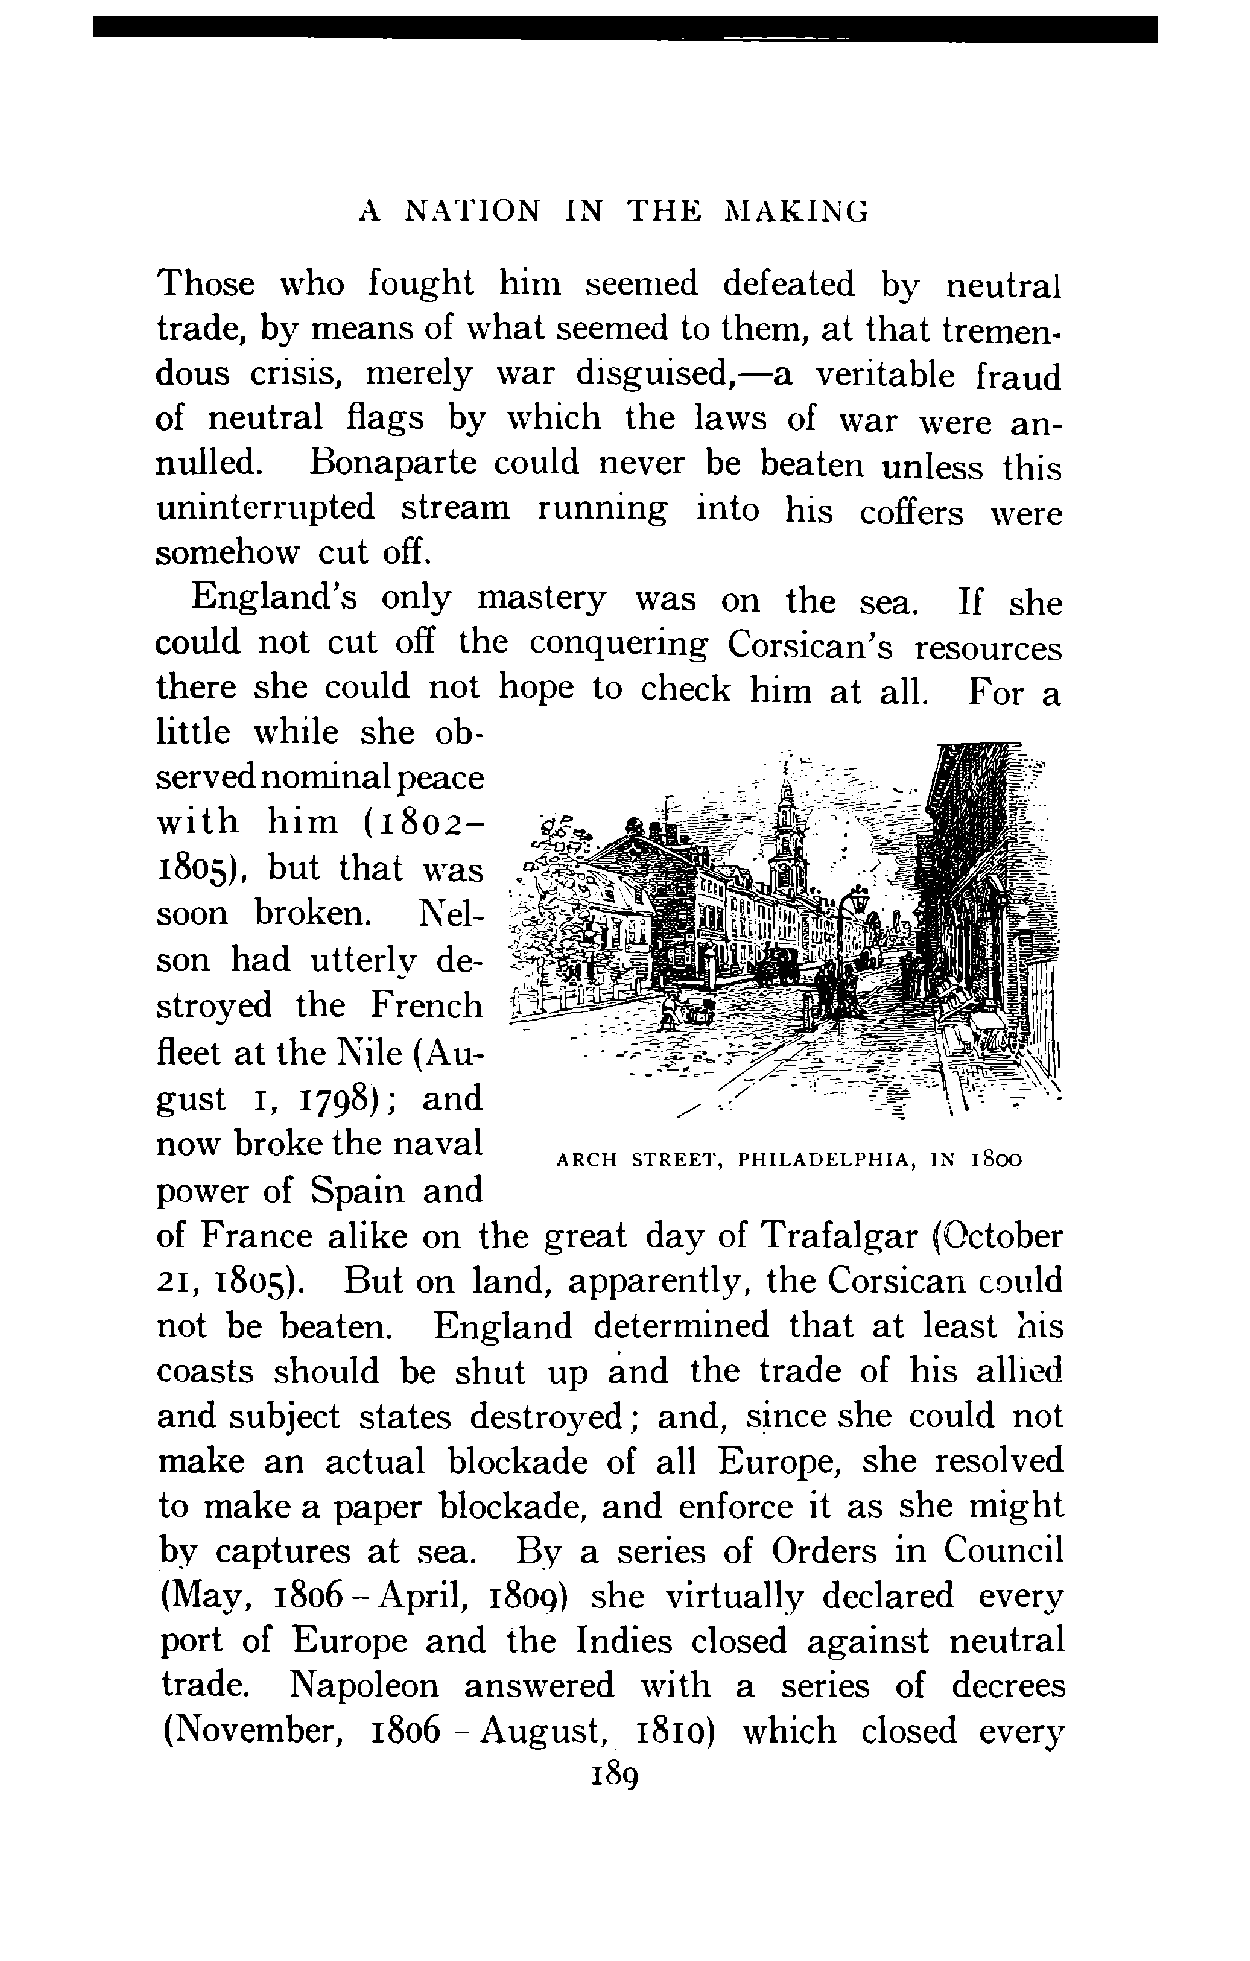 A NATION IN THE MAKING
Those who fought him seemed defeated by neutral
trade, by means of what seemed to them, at that tremen-
dous crisis, merely war disguised,—a veritable fraud
of neutral flags by which the laws of war were an-
nulled. Bonaparte could never be beaten unless this
uninterrupted stream running into his coffers were
somehow cut off.
England's only mastery was on the sea. If she
could not cut off the conquering Corsican's resources
there she could not hope to check him at all. For a
little while she ob-
served nominal peace
with him (1802–
1805), but that was
soon broken. Nel-
son had utterly de-
stroyed the French
fleet at the Nile (Au-
gust 1, 1798); and
now broke the naval
power of Spain and
ARCH STREET, PHILADELPHIA, IN 1800
of France alike on the great day of Trafalgar (October
21, 1805). But on land, apparently, the Corsican could
not be beaten. England determined that at least his
coasts should be shut up and the trade of his allied
and subject states destroyed; and, since she could not
make an actual blockade of all Europe, she resolved
to make a paper blockade, and enforce it as she might
by captures at sea. By a series of Orders in Council
(May, 1806 – April, 1809) she virtually declared every
port of Europe and the Indies closed against neutral
trade. Napoleon answered with a series of decrees
(November, 1806 – August, 1810) which closed every
189